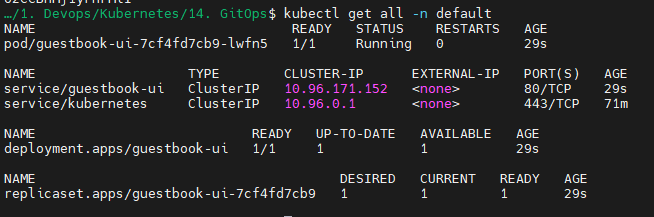 …/1. Devops/Kubernetes/14. GitOps$ kubectl get all -n default
NAME READY STATUS RESTARTS AGE
pod/guestbook-ui-7cf4fd7cb9-lwfn5 1/1 Running 0 29s
NAME TYPE CLUSTER-IP EXTERNAL-IP PORT(S) AGE
service/guestbook-ui ClusterIP 10.96.171.152 <none> 80/TCP 29s
service/kubernetes ClusterIP 10.96.0.1 <none> 443/TCP 71m
NAME READY UP-TO-DATE AVAILABLE AGE
deployment.apps/guestbook-ui 1/1 1 1 29s
NAME DESIRED CURRENT READY AGE
replicaset.apps/guestbook-ui-7cf4fd7cb9 1 1 1 29s